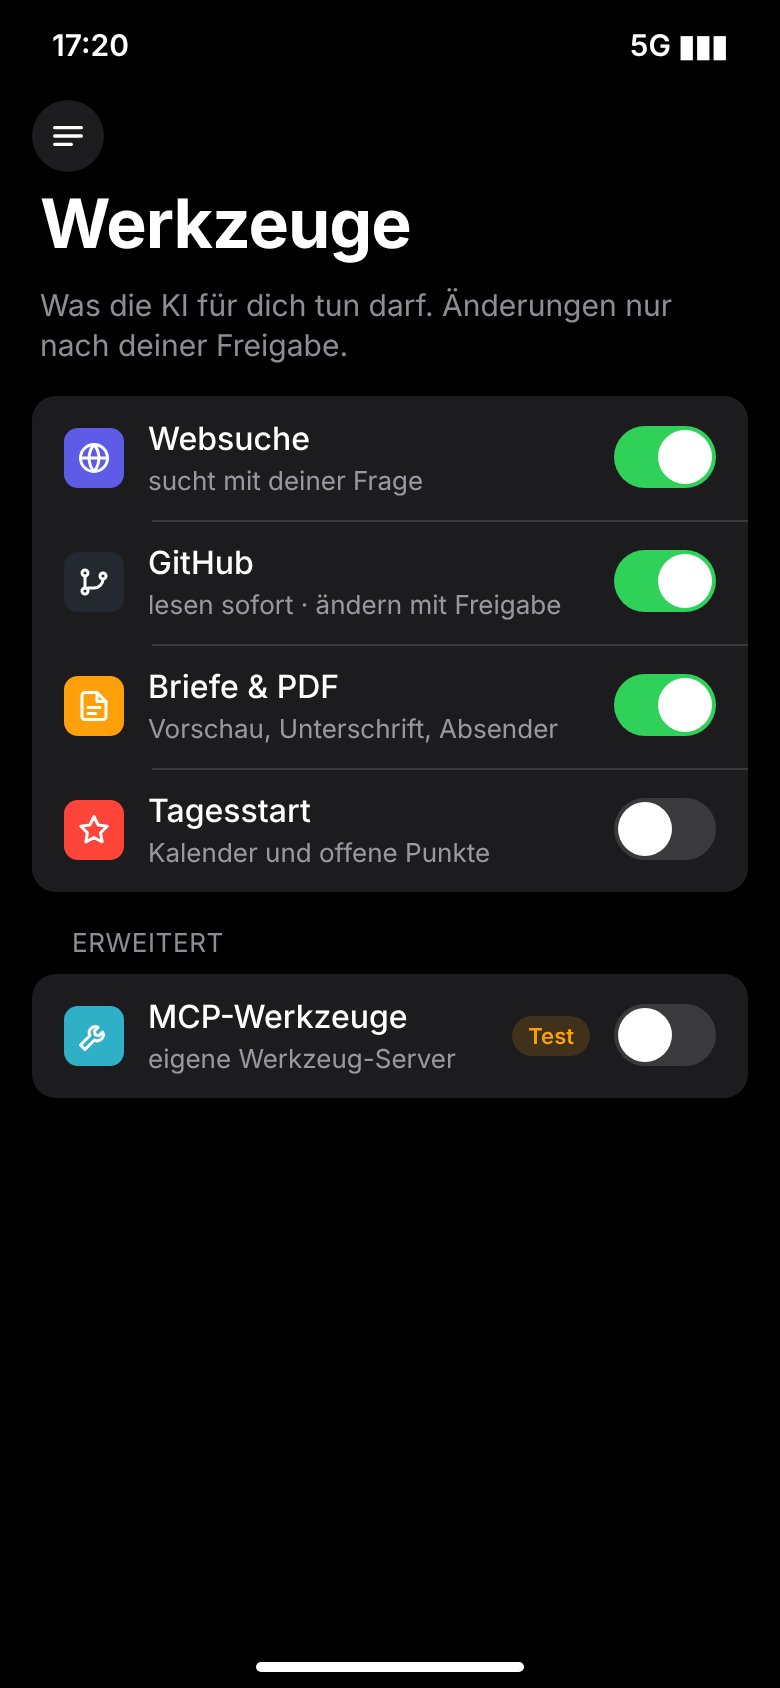 17:20
5G
Werkzeuge
Was die KI für dich tun darf. Änderungen nur
nach deiner Freigabe.
Websuche
sucht mit deiner Frage
GitHub
lesen sofort · ändern mit Freigabe
Briefe & PDF
Vorschau, Unterschrift, Absender
Tagesstart
Kalender und offene Punkte
ERWEITERT
MCP-Werkzeuge
Test
eigene Werkzeug-Server